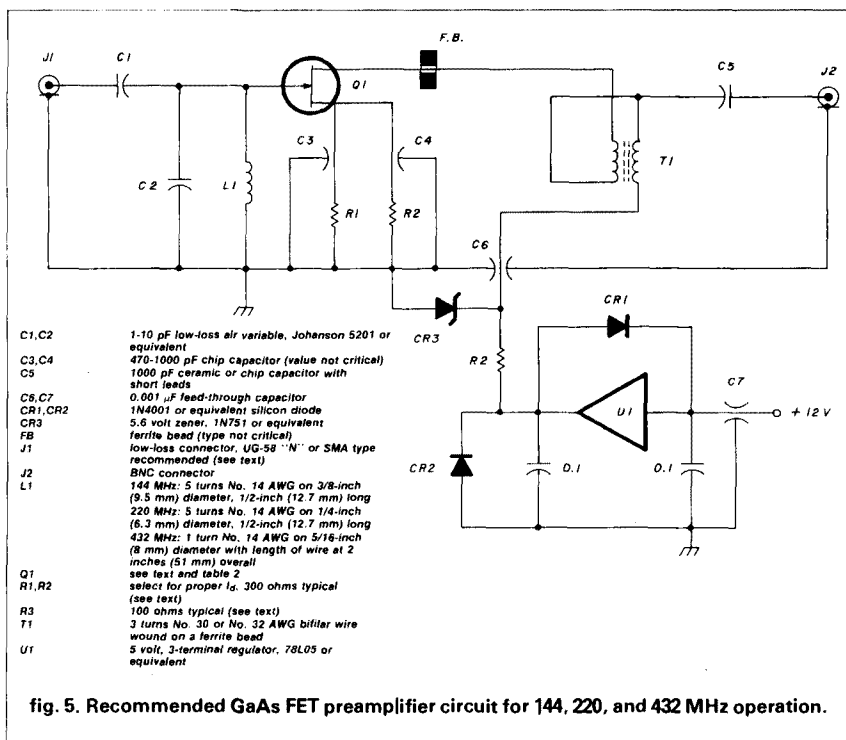 F.B.
J1
C1
Q1
C5
J2
C3
C4
T1
C2
L1
R1
R2
C6
CR1
CR3
R2
C7
U1
+ 12 V
CR2
0.1
0.1
C1,C2 1-10 pF low-loss air variable, Johanson 5201 or
equivalent
C3,C4 470-1000 pF chip capacitor (value not critical)
C5 1000 pF ceramic or chip capacitor with
short leads
C6,C7 0.001 µF feed-through capacitor
CR1,CR2 1N4001 or equivalent silicon diode
CR3 5.6 volt zener, 1N751 or equivalent
FB ferrite bead (type not critical)
J1 low-loss connector, UG-58 "N" or SMA type
recommended (see text)
J2 BNC connector
L1 144 MHz: 5 turns No. 14 AWG on 3/8-inch
(9.5 mm) diameter, 1/2-inch (12.7 mm) long
220 MHz: 5 turns No. 14 AWG on 1/4-inch
(6.3 mm) diameter, 1/2-inch (12.7 mm) long
432 MHz: 1 turn No. 14 AWG on 5/16-inch
(8 mm) diameter with length of wire at 2
inches (51 mm) overall
Q1 see text and table 2
R1,R2 select for proper Id, 300 ohms typical
(see text)
R3 100 ohms typical (see text)
T1 3 turns No. 30 or No. 32 AWG bifilar wire
wound on a ferrite bead
U1 5 volt, 3-terminal regulator, 78L05 or
equivalent
fig. 5. Recommended GaAs FET preamplifier circuit for 144, 220, and 432 MHz operation.